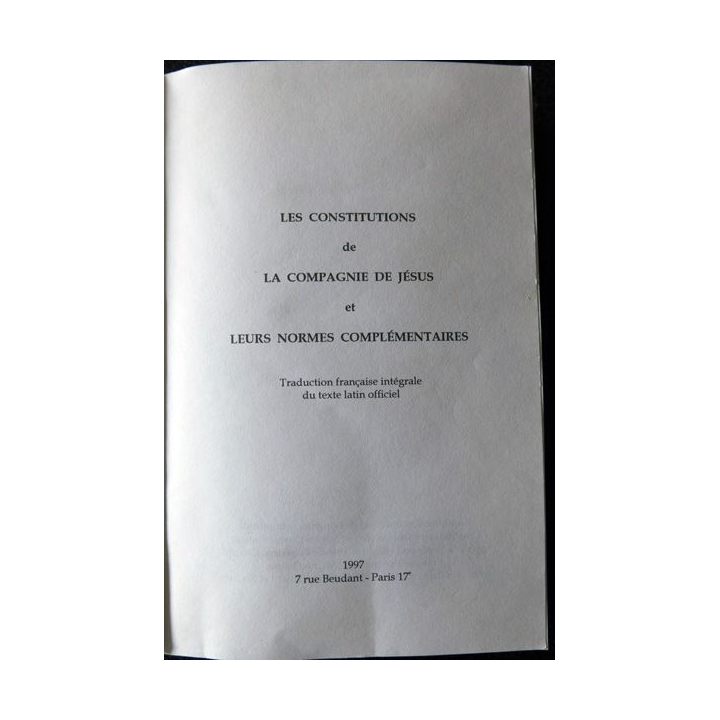 LES CONSTITUTIONS
de
LA COMPAGNIE DE JÉSUS
et
LEURS NORMES COMPLÉMENTAIRES
Traduction française intégrale
du texte latin officiel
1997
7 rue Beudant - Paris 17e